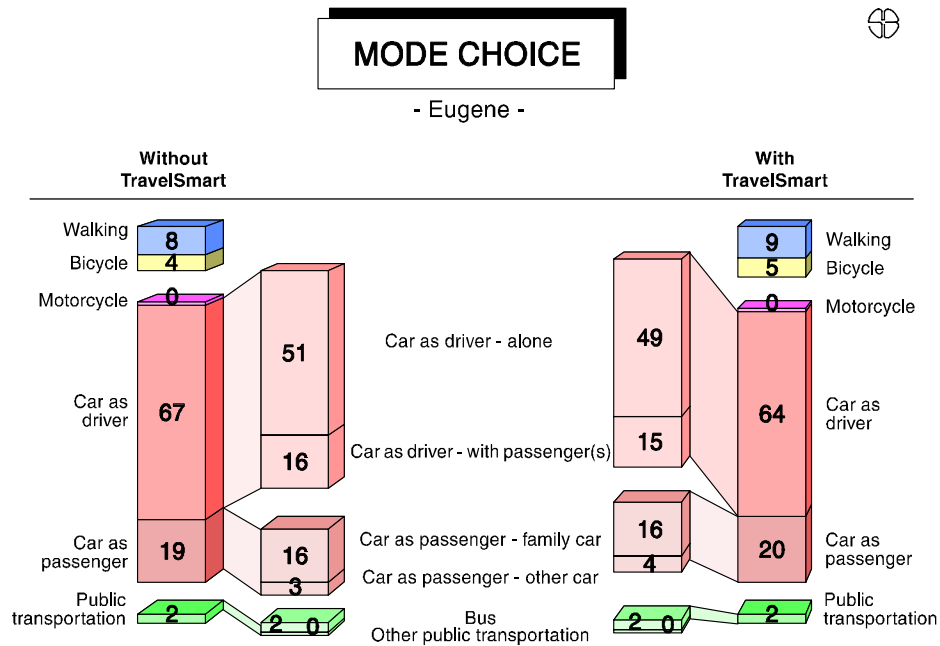 MODE CHOICE
- Eugene -
Without
TravelSmart
With
TravelSmart
Walking
8
9
Walking
Bicycle
4
5
Bicycle
Motorcycle
0
0
Motorcycle
51
Car as driver - alone
49
Car as
driver
67
64
Car as
driver
16
Car as driver - with passenger(s)
15
Car as
passenger
19
16
Car as passenger - family car
16
20
Car as
passenger
3
Car as passenger - other car
4
Public
transportation
2
2 0
Bus
Other public transportation
2 0
2
Public
transportation